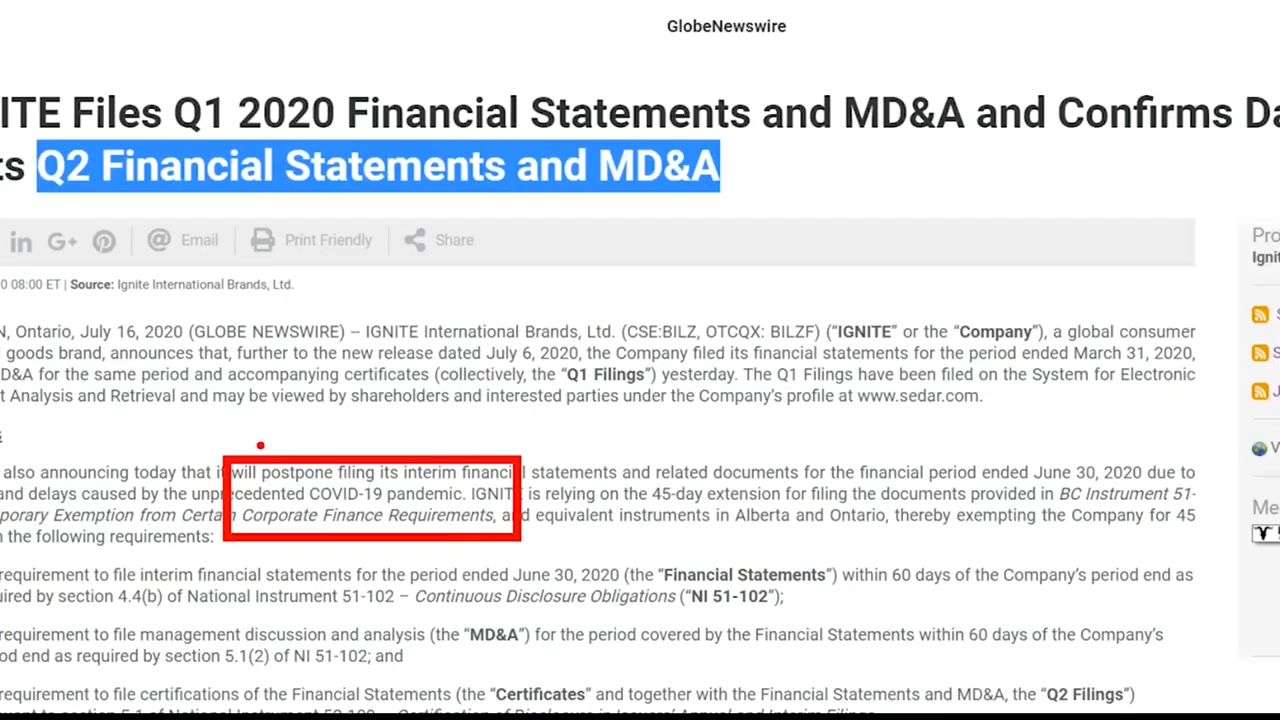 GlobeNewswire
ITE Files Q1 2020 Financial Statements and MD&A and Confirms Da
ts Q2 Financial Statements and MD&A
in G+ Email Print Friendly Share
0 08:00 ET | Source: Ignite International Brands, Ltd.
Pro
Ignit
N, Ontario, July 16, 2020 (GLOBE NEWSWIRE) -- IGNITE International Brands, Ltd. (CSE:BILZ, OTCQX: BILZF) (“IGNITE” or the “Company”), a global consumer
goods brand, announces that, further to the new release dated July 6, 2020, the Company filed its financial statements for the period ended March 31, 2020,
D&A for the same period and accompanying certificates (collectively, the “Q1 Filings”) yesterday. The Q1 Filings have been filed on the System for Electronic
t Analysis and Retrieval and may be viewed by shareholders and interested parties under the Company’s profile at www.sedar.com.
also announcing today that it will postpone filing its interim financial statements and related documents for the financial period ended June 30, 2020 due to
and delays caused by the unprecedented COVID-19 pandemic. IGNITE is relying on the 45-day extension for filing the documents provided in BC Instrument 51-
porary Exemption from Certain Corporate Finance Requirements, and equivalent instruments in Alberta and Ontario, thereby exempting the Company for 45
n the following requirements:
Me
requirement to file interim financial statements for the period ended June 30, 2020 (the “Financial Statements”) within 60 days of the Company’s period end as
uired by section 4.4(b) of National Instrument 51-102 – Continuous Disclosure Obligations (“NI 51-102”);
requirement to file management discussion and analysis (the “MD&A”) for the period covered by the Financial Statements within 60 days of the Company’s
od end as required by section 5.1(2) of NI 51-102; and
requirement to file certifications of the Financial Statements (the “Certificates” and together with the Financial Statements and MD&A, the “Q2 Filings”)